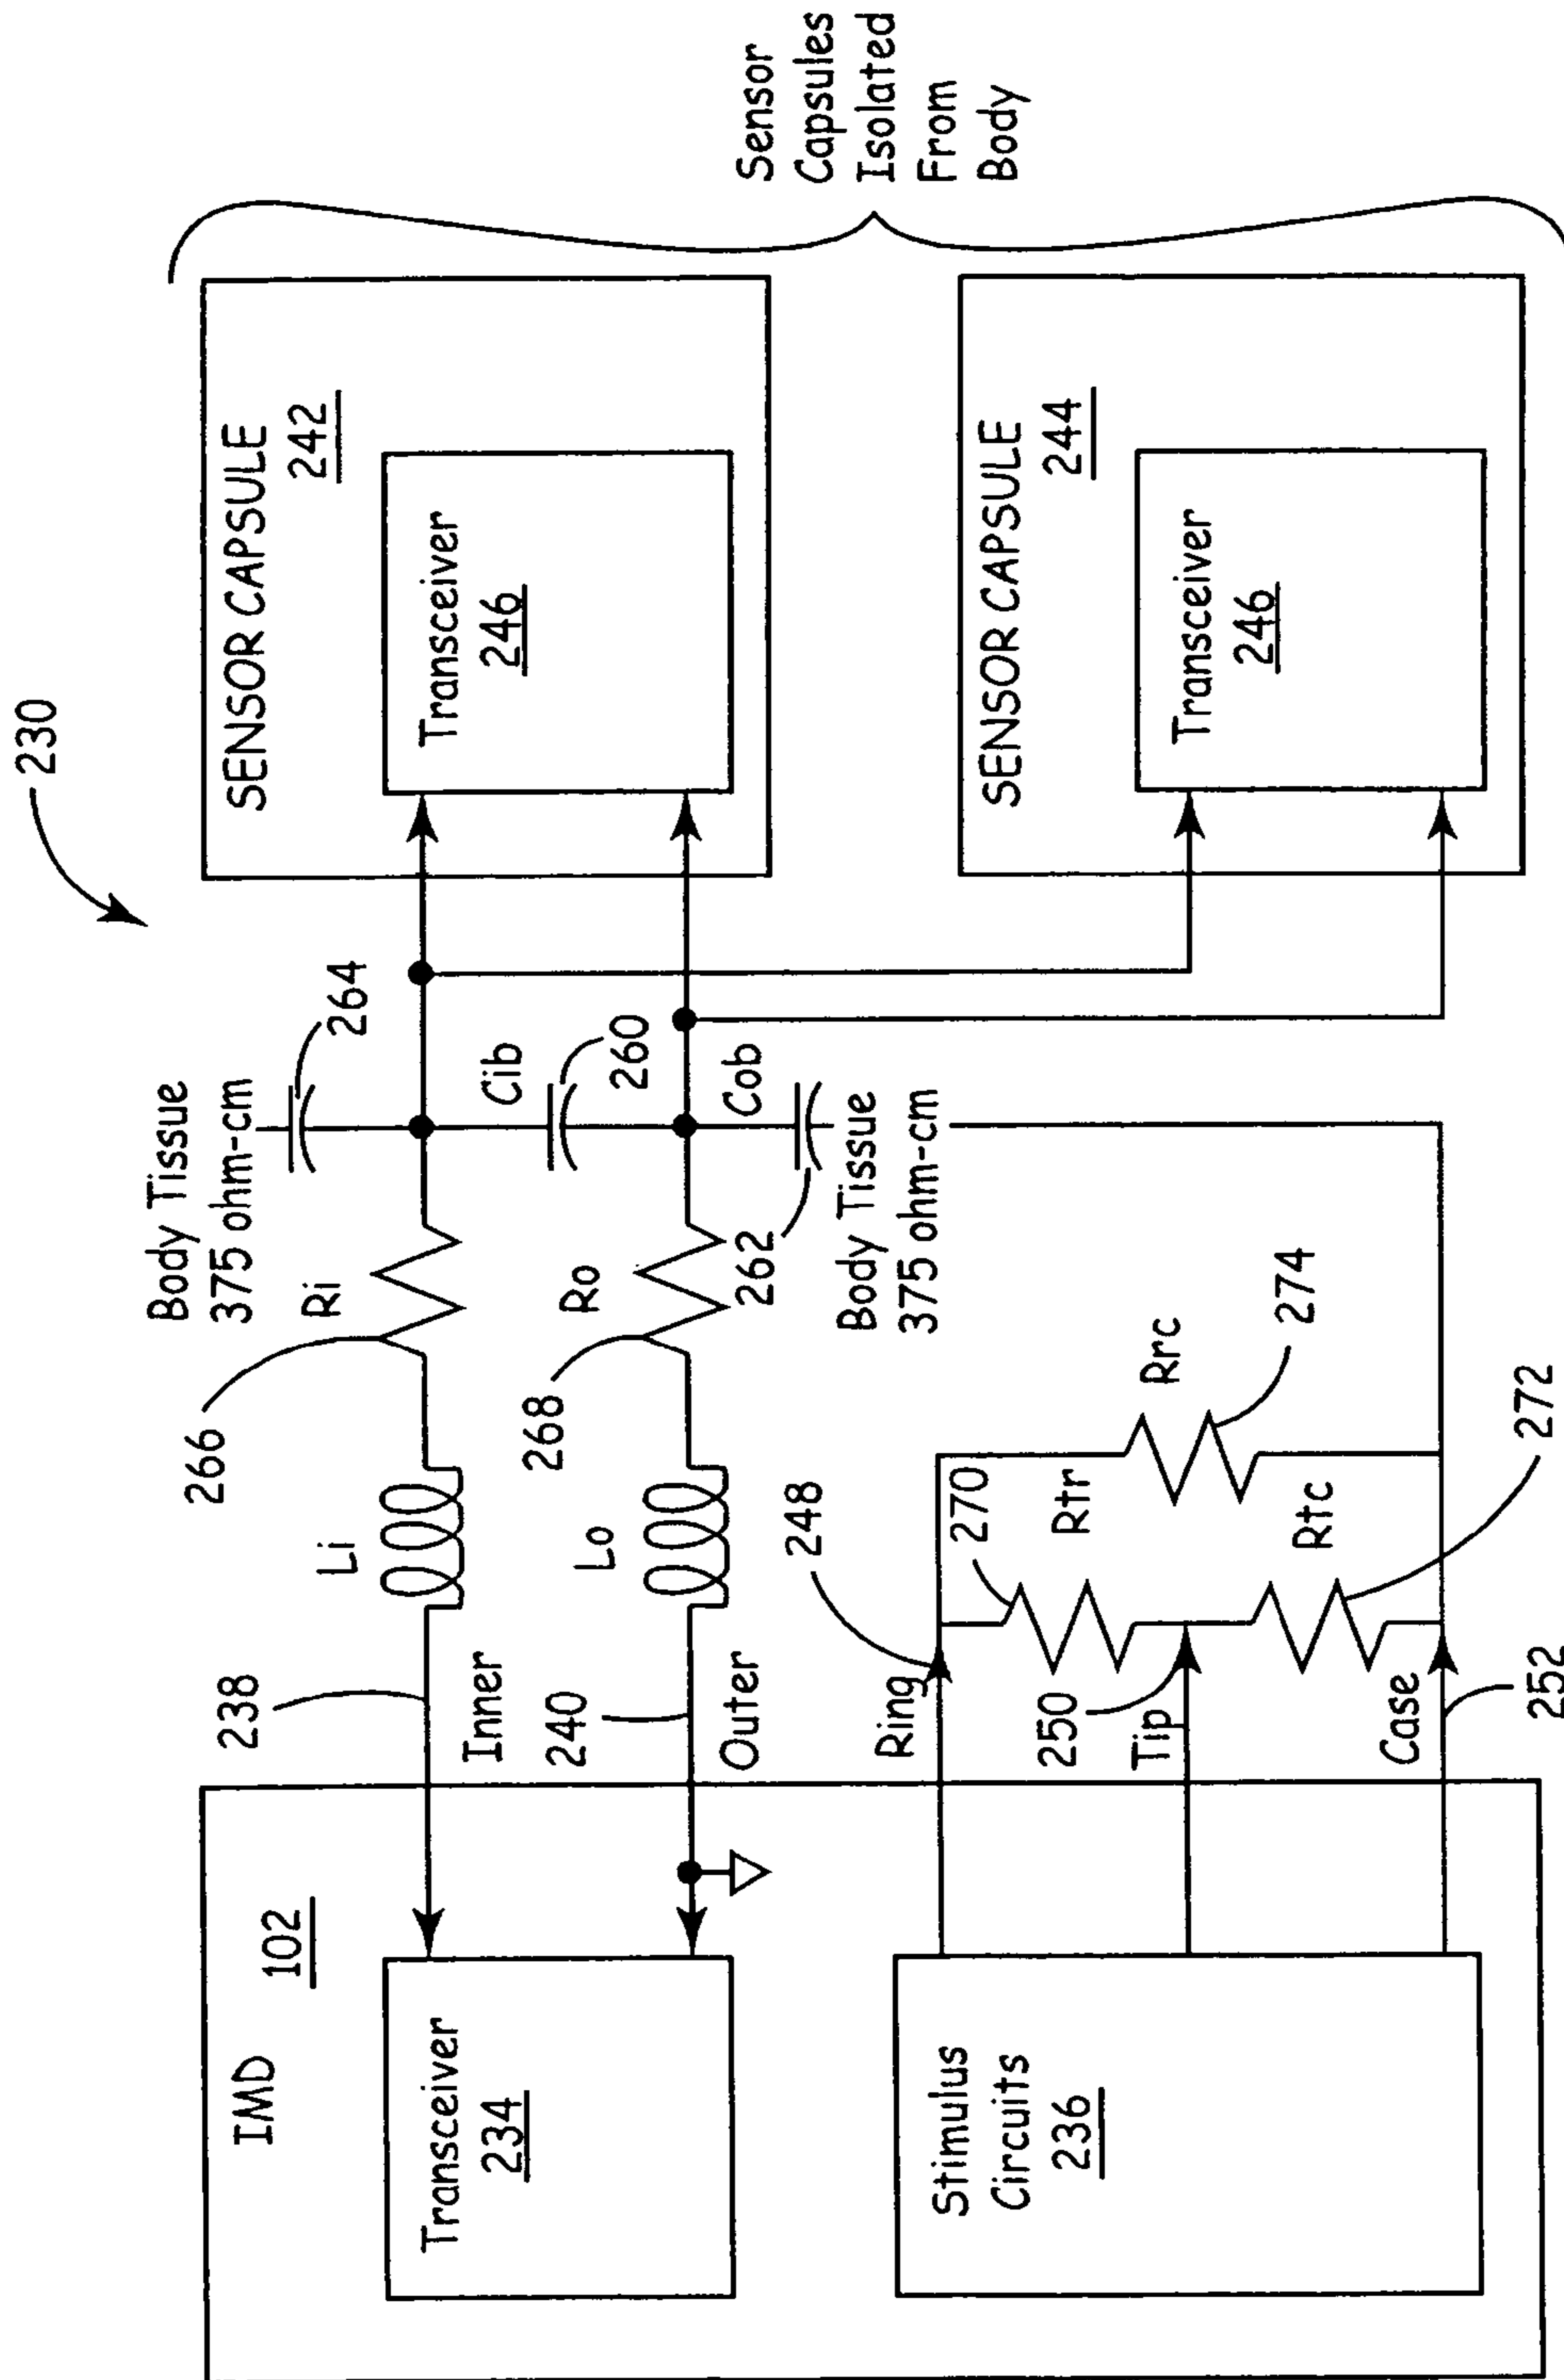 230
IMD
102
Transceiver
234
Stimulus
Circuits
236
238
Inner
240
Outer
Li
Lo
266
Ri
268
Ro
Body Tissue
375 ohm-cm
264
Cib
260
Cob
262
Body Tissue
375 ohm-cm
Ring
248
250
Tip
Case
252
270
Rtr
Rtc
272
Rrc
274
SENSOR CAPSULE
242
Transceiver
246
SENSOR CAPSULE
244
Transceiver
246
Sensor
Capsules
Isolated
From
Body